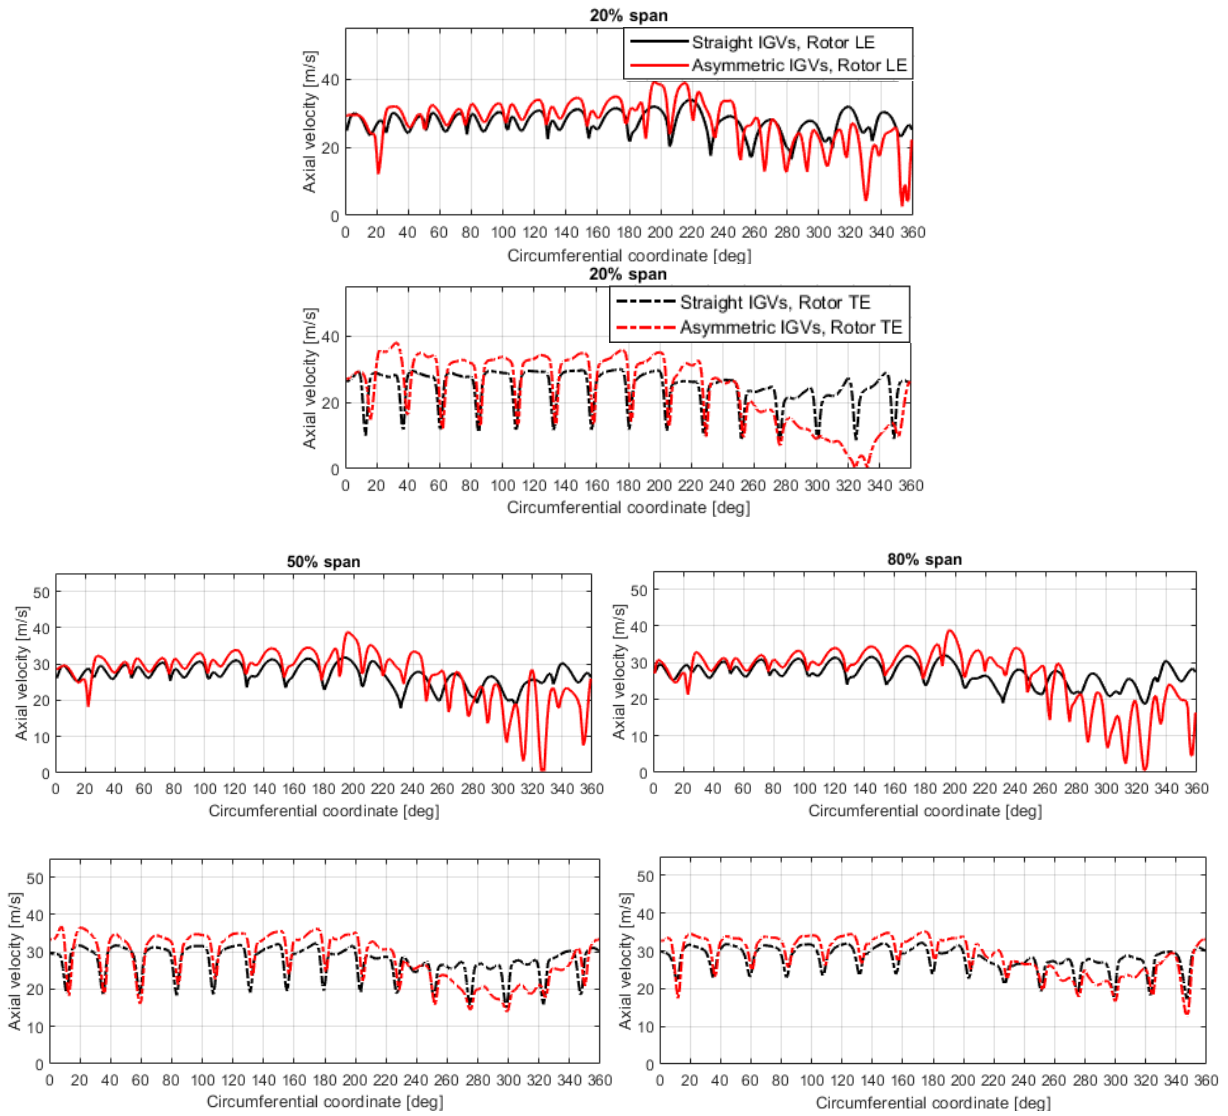 20% span
Straight IGVs, Rotor LE
Asymmetric IGVs, Rotor LE
Axial velocity [m/s]
40
20
0
0 20 40 60 80 100 120 140 160 180 200 220 240 260 280 300 320 340 360
Circumferential coordinate [deg]
20% span
Straight IGVs, Rotor TE
Asymmetric IGVs, Rotor TE
Axial velocity [m/s]
40
20
0
0 20 40 60 80 100 120 140 160 180 200 220 240 260 280 300 320 340 360
Circumferential coordinate [deg]
50% span
Axial velocity [m/s]
50
40
30
20
10
0
0 20 40 60 80 100 120 140 160 180 200 220 240 260 280 300 320 340 360
Circumferential coordinate [deg]
80% span
Axial velocity [m/s]
50
40
30
20
10
0
0 20 40 60 80 100 120 140 160 180 200 220 240 260 280 300 320 340 360
Circumferential coordinate [deg]
Axial velocity [m/s]
50
40
30
20
10
0
0 20 40 60 80 100 120 140 160 180 200 220 240 260 280 300 320 340 360
Circumferential coordinate [deg]
Axial velocity [m/s]
50
40
30
20
10
0
0 20 40 60 80 100 120 140 160 180 200 220 240 260 280 300 320 340 360
Circumferential coordinate [deg]